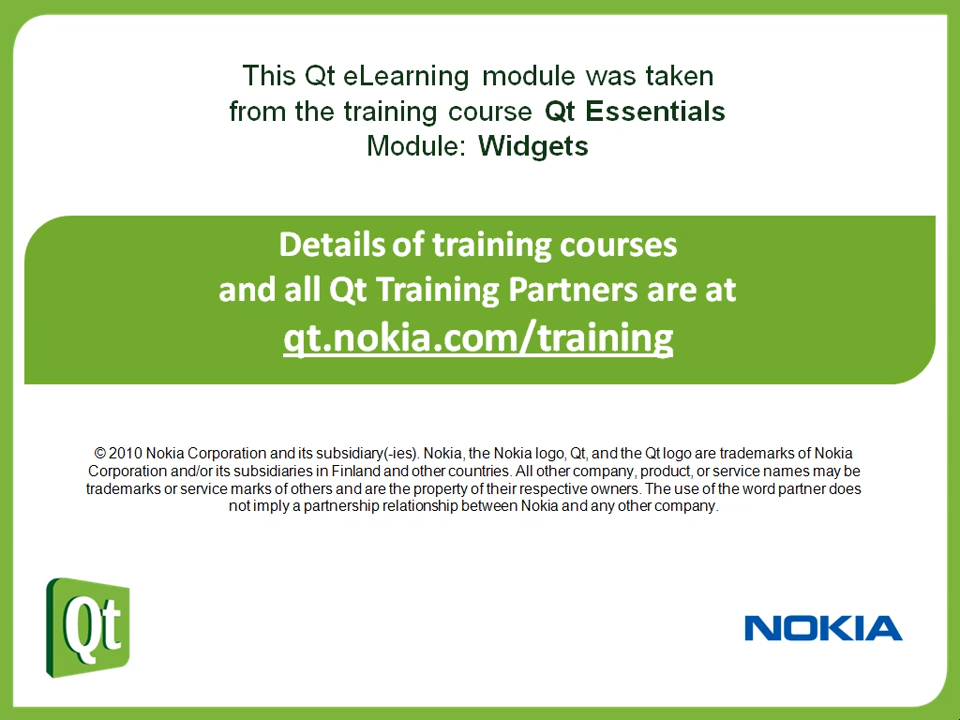 This Qt eLearning module was taken
from the training course Qt Essentials
Module: Widgets
Details of training courses
and all Qt Training Partners are at
qt.nokia.com/training
© 2010 Nokia Corporation and its subsidiary(-ies). Nokia, the Nokia logo, Qt, and the Qt logo are trademarks of Nokia
Corporation and/or its subsidiaries in Finland and other countries. All other company, product, or service names may be
trademarks or service marks of others and are the property of their respective owners. The use of the word partner does
not imply a partnership relationship between Nokia and any other company.
Qt
NOKIA